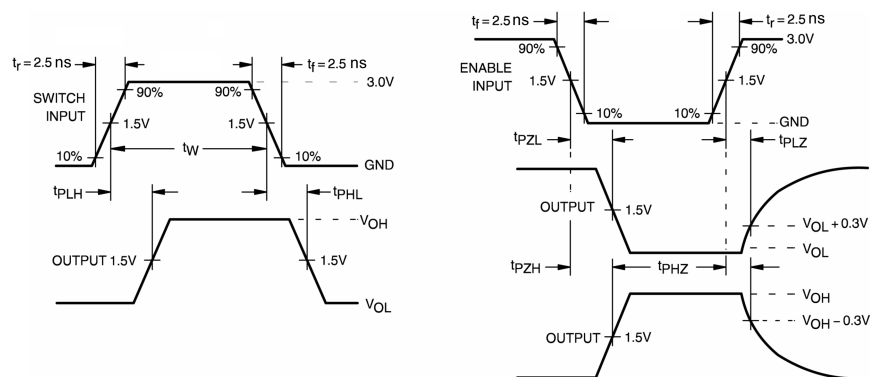 tr = 2.5 ns
tf = 2.5 ns
3.0V
90%
90%
SWITCH
INPUT
1.5V
1.5V
tW
10%
10%
GND
tPLH
tPHL
VOH
OUTPUT 1.5V
1.5V
VOL
tf = 2.5 ns
tr = 2.5 ns
3.0V
90%
90%
ENABLE
INPUT
1.5V
1.5V
10%
10%
GND
tPZL
tPLZ
OUTPUT
1.5V
VOL + 0.3V
VOL
tPZH
tPHZ
VOH
VOH – 0.3V
OUTPUT
1.5V